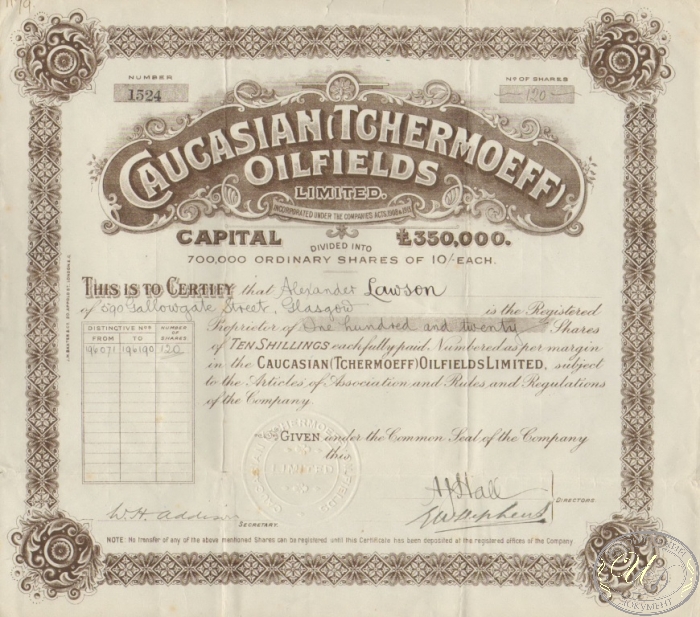 NUMBER
1524
Nº OF SHARES
120
CAUCASIAN (TCHERMOEFF)
OILFIELDS
LIMITED.
INCORPORATED UNDER THE COMPANIES ACTS
CAPITAL £350,000.
DIVIDED INTO
700,000 ORDINARY SHARES OF 10/- EACH.
THIS IS TO CERTIFY that Alexander Lawson
of Gallowgate Street, Glasgow is the Registered
Proprietor of One hundred and twenty Shares
of TEN SHILLINGS each fully paid. Numbered as per margin
in the CAUCASIAN (TCHERMOEFF) OILFIELDS LIMITED, subject
to the Articles of Association and Rules and Regulations
of the Company.
DISTINCTIVE Nºs NUMBER OF SHARES
FROM TO
196071 196190 120
GIVEN under the Common Seal of the Company
this
LIMITED
A Hall
DIRECTORS.
W.H. Addison
SECRETARY.
NOTE: No transfer of any of the above mentioned Shares can be registered until this Certificate has been deposited at the registered offices of the Company